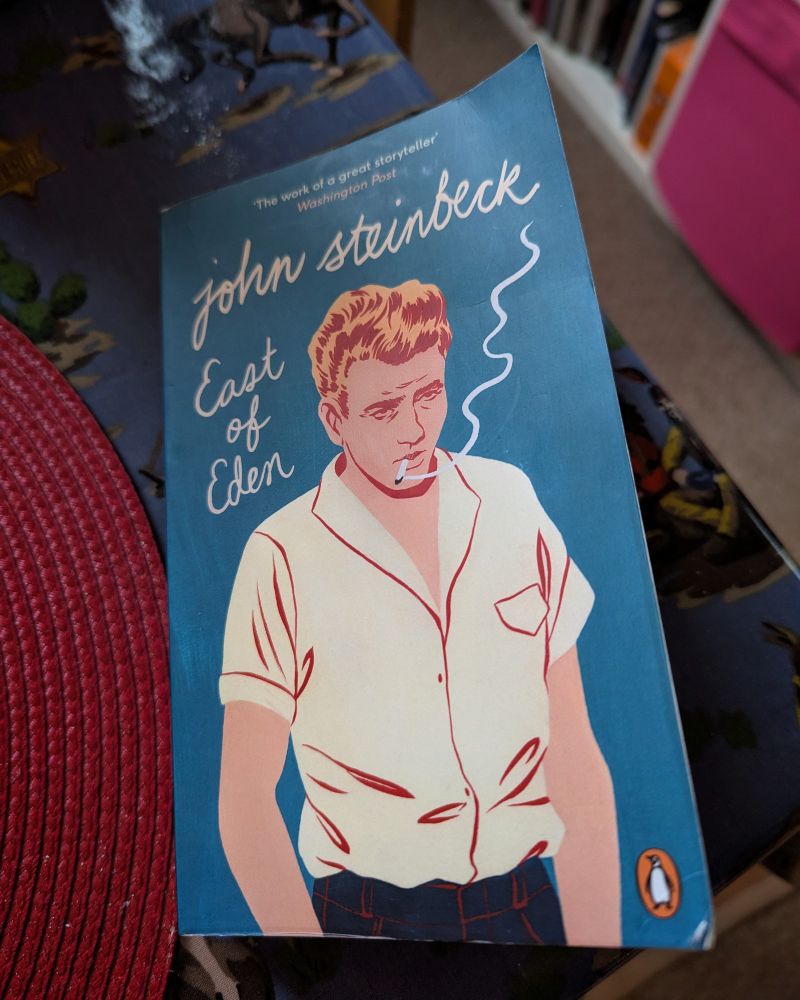 'The work of a great storyteller'
Washington Post
john steinbeck
East
of
Eden